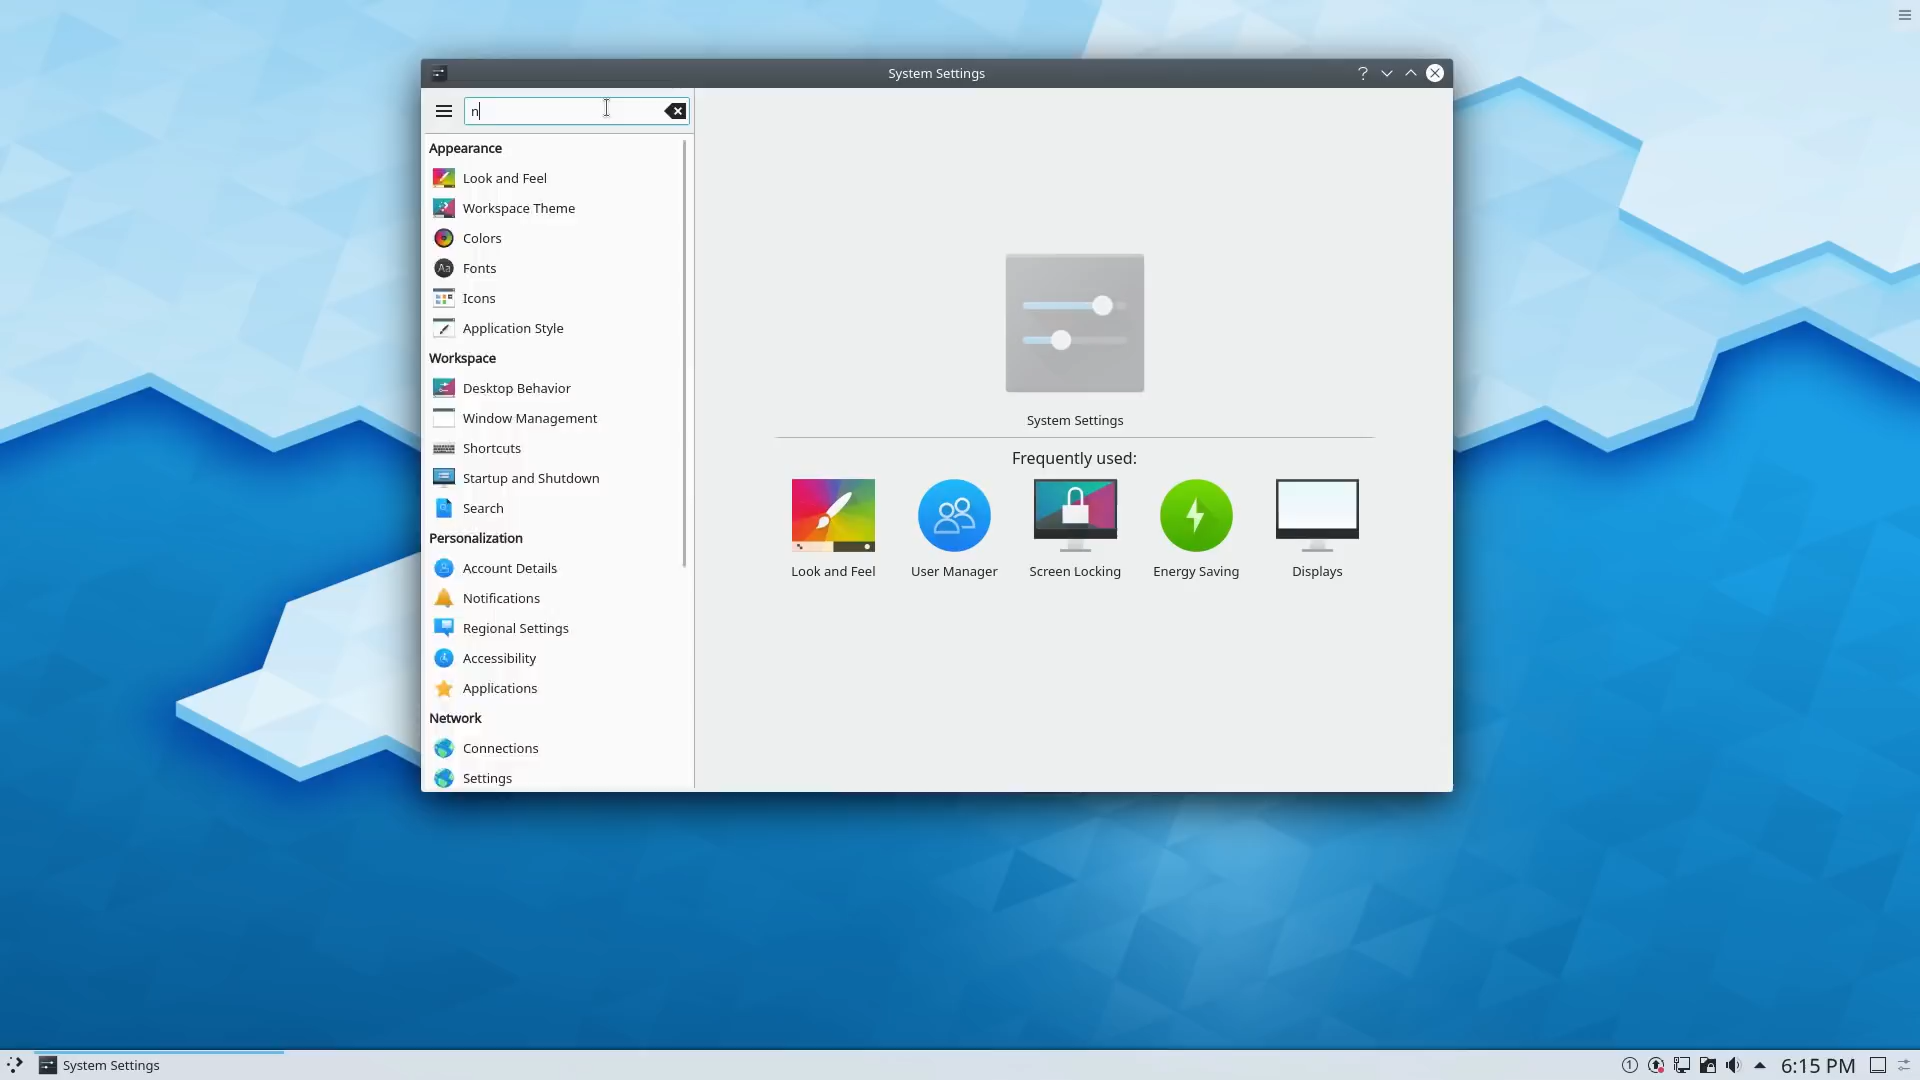 System Settings
?
n
Appearance
Look and Feel
Workspace Theme
Colors
Aa
Fonts
Icons
Application Style
Workspace
Desktop Behavior
Window Management
Shortcuts
Startup and Shutdown
Search
Personalization
Account Details
Notifications
Regional Settings
Accessibility
Applications
Network
Connections
Settings
System Settings
Frequently used:
Look and Feel
User Manager
Screen Locking
Energy Saving
Displays
System Settings
1
6:15 PM